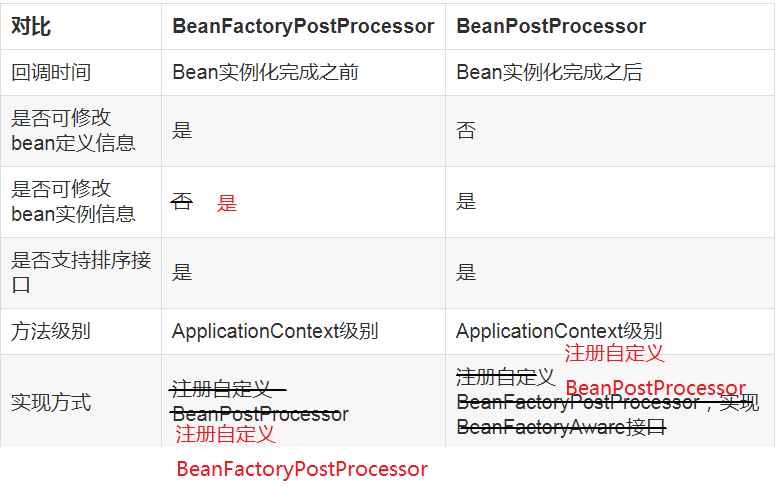 对比 BeanFactoryPostProcessor BeanPostProcessor
回调时间 Bean实例化完成之前 Bean实例化完成之后
是否可修改
bean定义信息
是 否
是否可修改
bean实例信息
否 是 是
是否支持排序接
口
是 是
方法级别 ApplicationContext级别 ApplicationContext级别
实现方式
注册自定义
BeanPostProcessor
注册自定义
BeanFactoryPostProcessor
注册自定义
BeanPostProcessor
注册自定义
BeanFactoryPostProcessor，实现
BeanFactoryAware接口